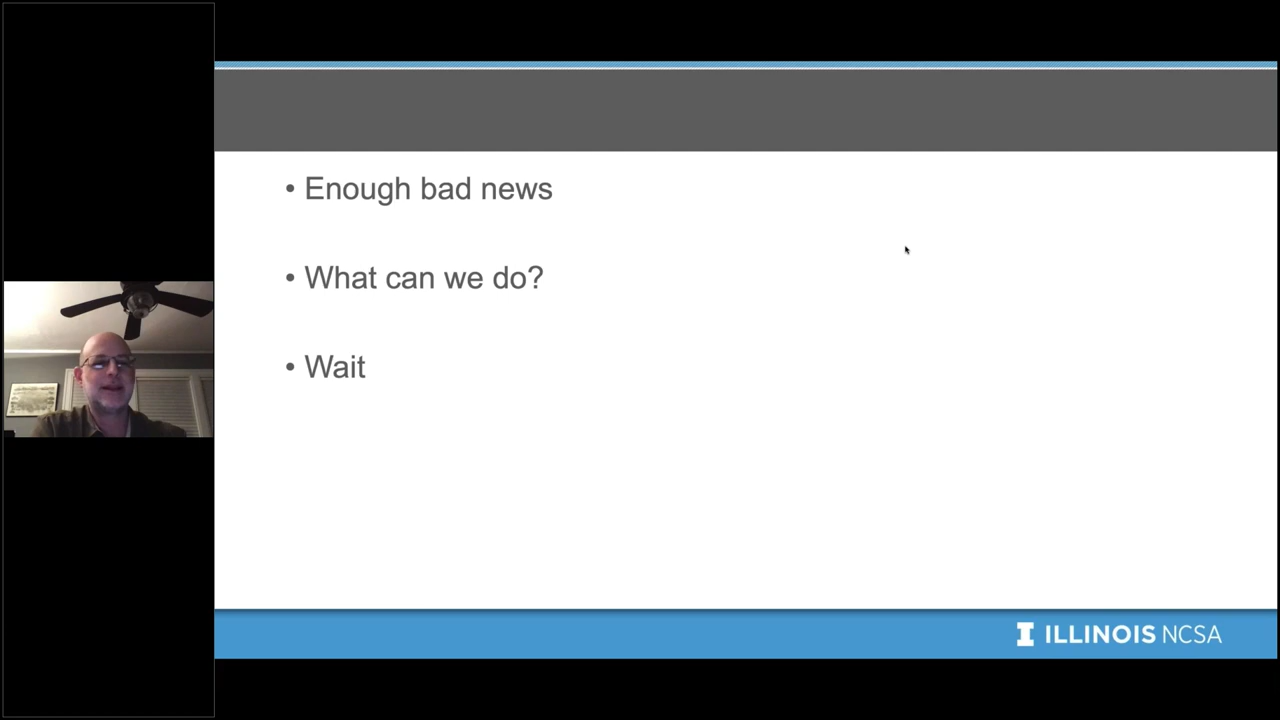 • Enough bad news
• What can we do?
• Wait
ILLINOIS NCSA